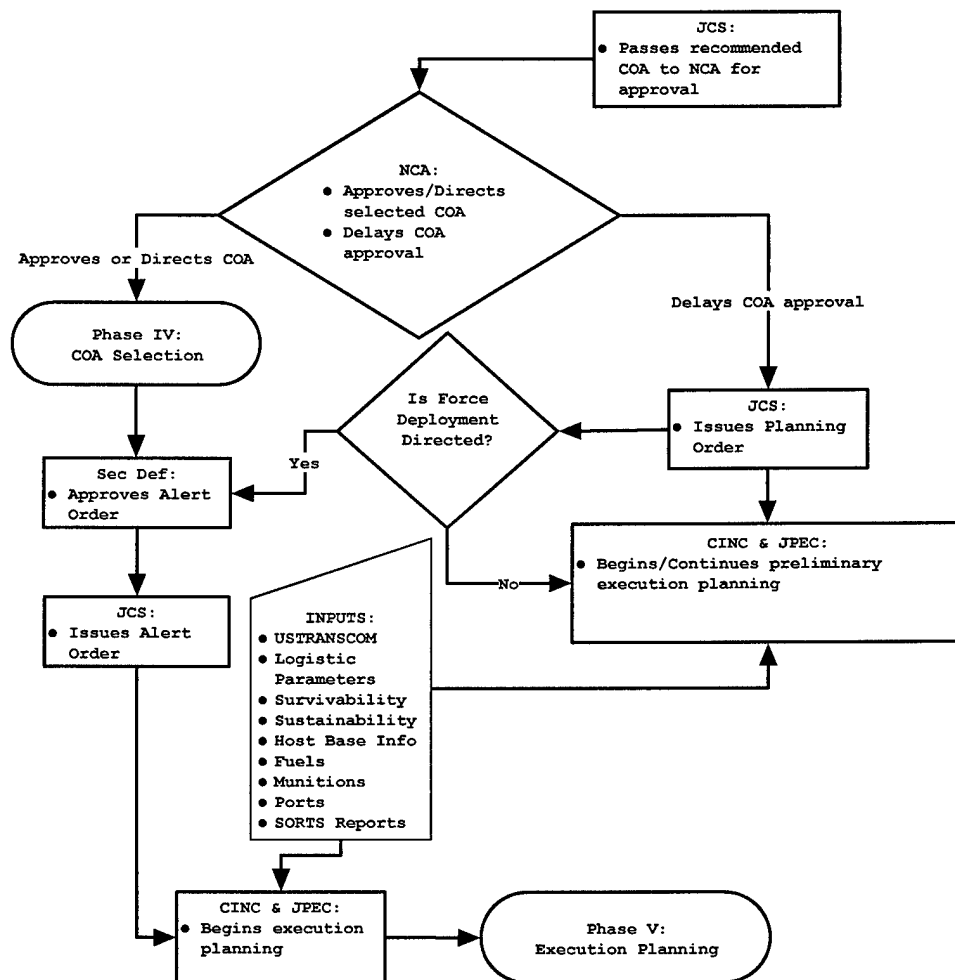 JCS:
● Passes recommended
COA to NCA for
approval
NCA:
● Approves/Directs
selected COA
● Delays COA
approval
Approves or Directs COA
Delays COA approval
Phase IV:
COA Selection
Is Force
Deployment
Directed?
JCS:
● Issues Planning
Order
Yes
Sec Def:
● Approves Alert
Order
CINC & JPEC:
● Begins/Continues preliminary
execution planning
No
JCS:
● Issues Alert
Order
INPUTS:
● USTRANSCOM
● Logistic
Parameters
● Survivability
● Sustainability
● Host Base Info
● Fuels
● Munitions
● Ports
● SORTS Reports
CINC & JPEC:
● Begins execution
planning
Phase V:
Execution Planning